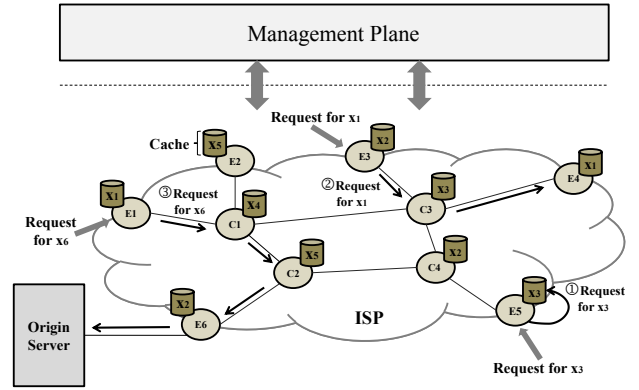 Management Plane
Request for x1
Cache
X5
E2
X2
E3
③Request
for x6
②Request
for x1
X1
E4
X1
E1
X4
C1
X3
C3
Request
for x6
X5
C2
X2
C4
X2
E6
ISP
X3
E5
①Request
for x3
Origin
Server
Request for x3